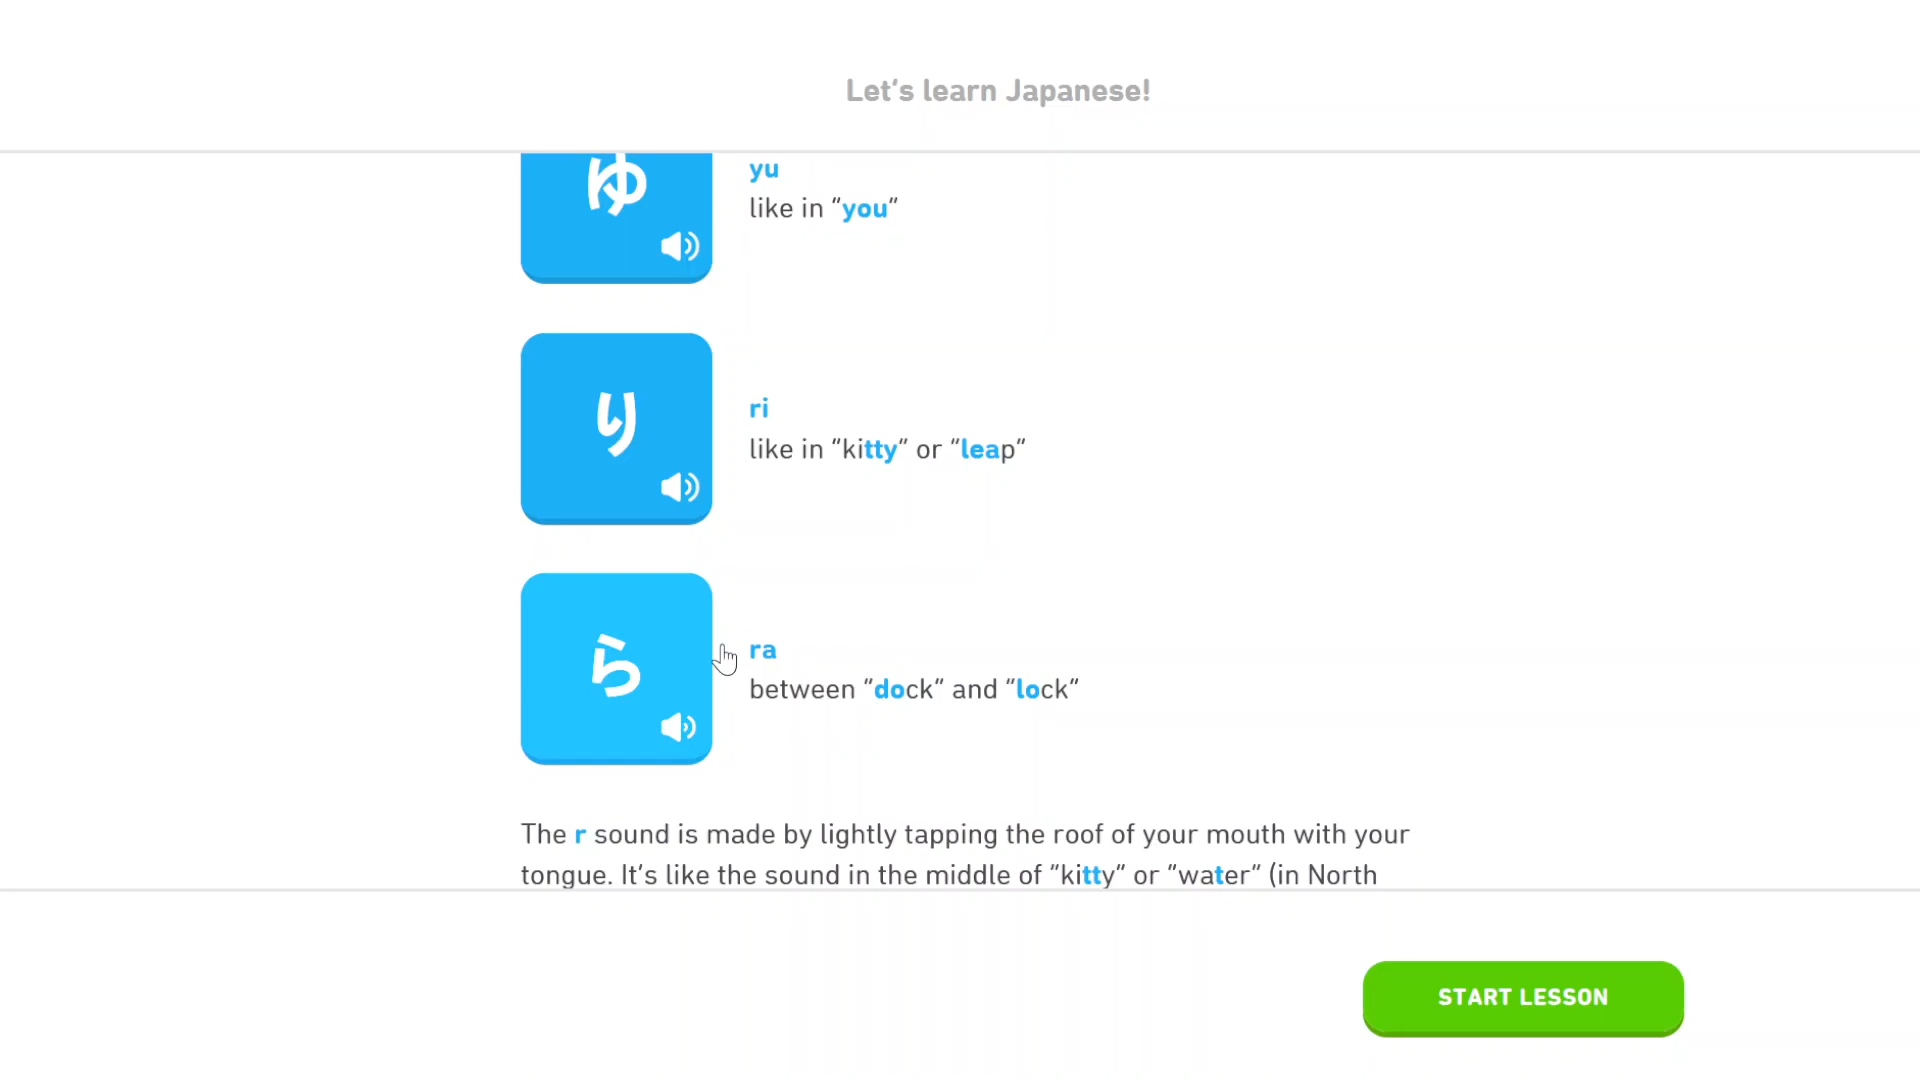 Let's learn Japanese!
ゆ
yu
like in "you"
り
ri
like in "kitty" or "leap"
ら
ra
between "dock" and "lock"
The r sound is made by lightly tapping the roof of your mouth with your
tongue. It's like the sound in the middle of "kitty" or "water" (in North
START LESSON